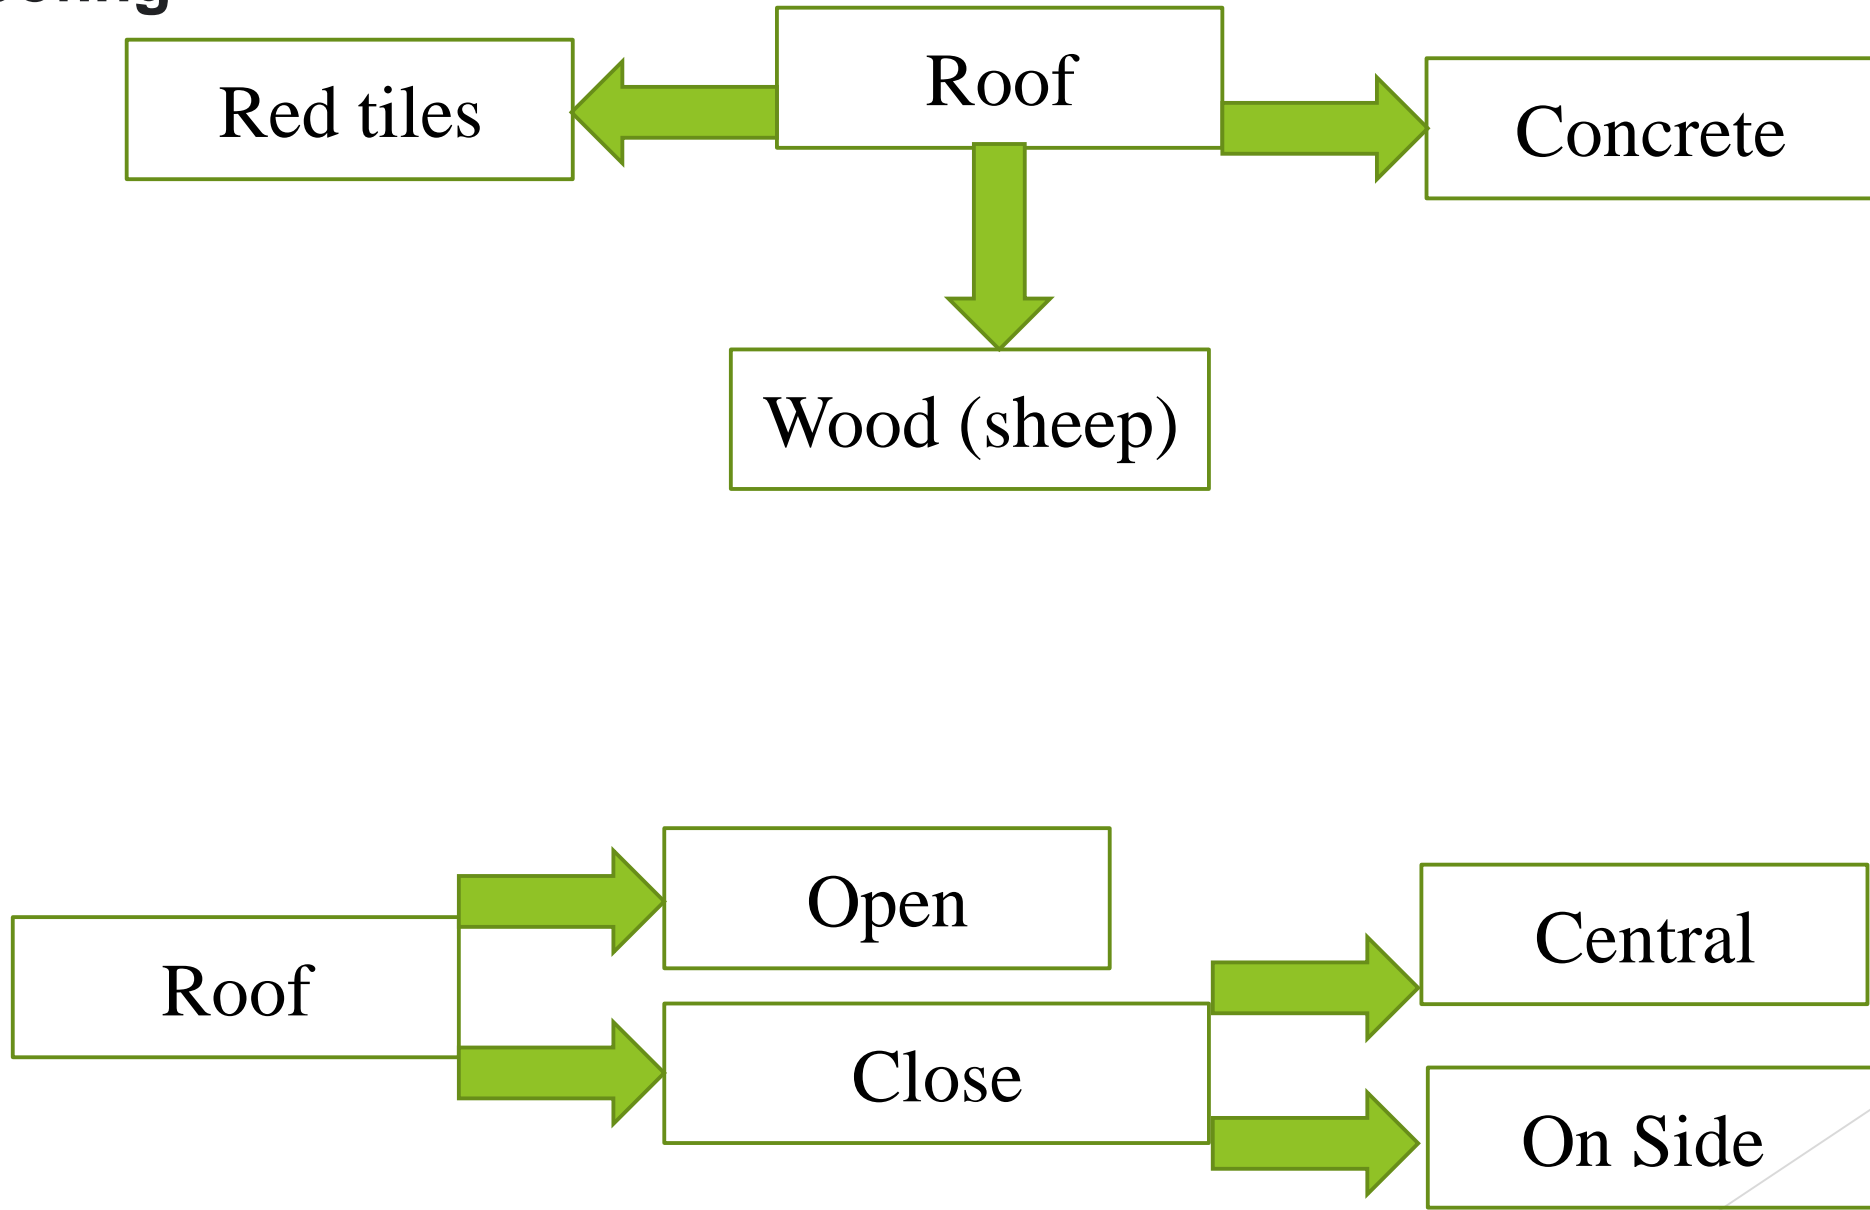 Roof
Red tiles
Concrete
Wood (sheep)
Open
Central
Roof
Close
On Side